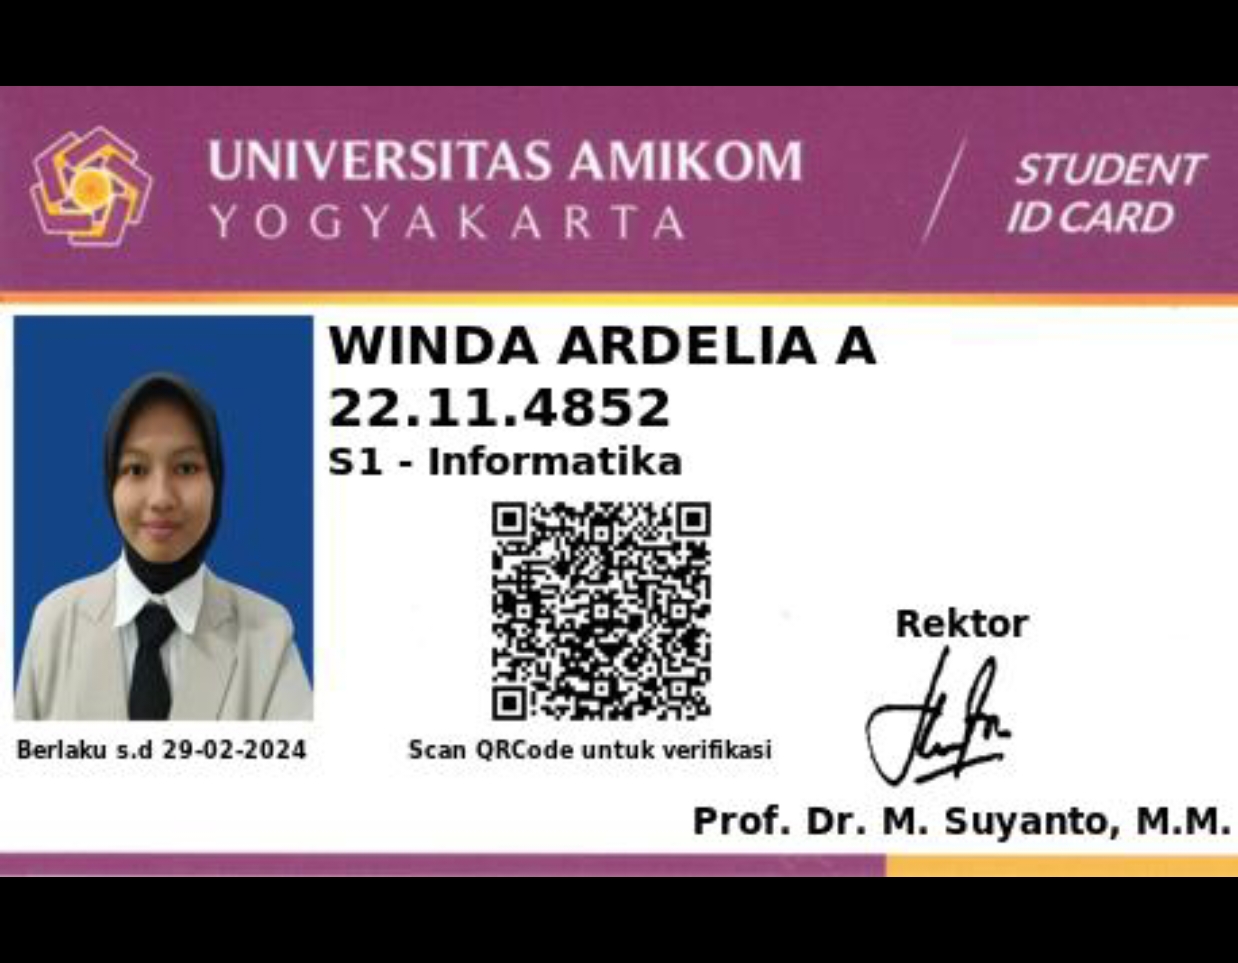 UNIVERSITAS AMIKOM
YOGYAKARTA
STUDENT
ID CARD
WINDA ARDELIA A
22.11.4852
S1 - Informatika
Rektor
Berlaku s.d 29-02-2024
Scan QRCode untuk verifikasi
Prof. Dr. M. Suyanto, M.M.